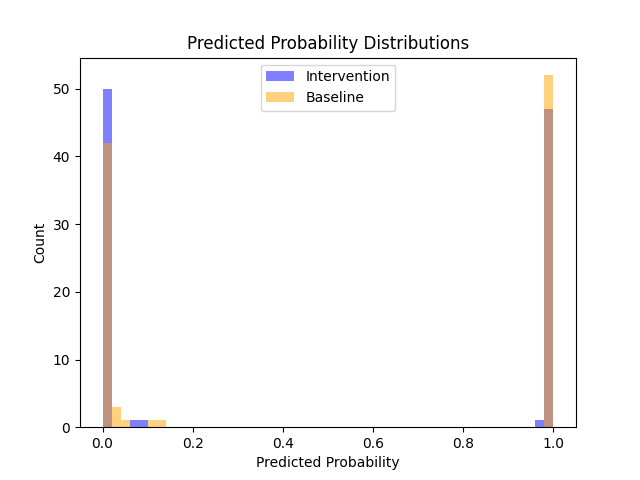 Predicted Probability Distributions
Intervention
Baseline
50
40
30
20
10
0
Count
0.0 0.2 0.4 0.6 0.8 1.0
Predicted Probability